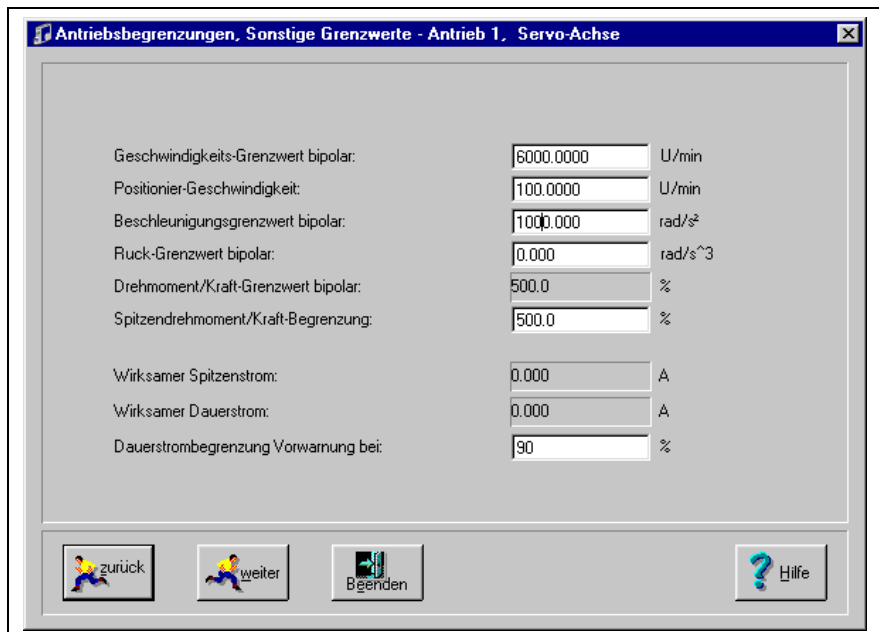 Antriebsbegrenzungen, Sonstige Grenzwerte - Antrieb 1, Servo-Achse
Geschwindigkeits-Grenzwert bipolar: 6000.0000 U/min
Positionier-Geschwindigkeit: 100.0000 U/min
Beschleunigungsgrenzwert bipolar: 1000.000 rad/s²
Ruck-Grenzwert bipolar: 0.000 rad/s^3
Drehmoment/Kraft-Grenzwert bipolar: 500.0 %
Spitzendrehmoment/Kraft-Begrenzung: 500.0 %
Wirksamer Spitzenstrom: 0.000 A
Wirksamer Dauerstrom: 0.000 A
Dauerstrombegrenzung Vorwarnung bei: 90 %
zurück weiter Beenden Hilfe